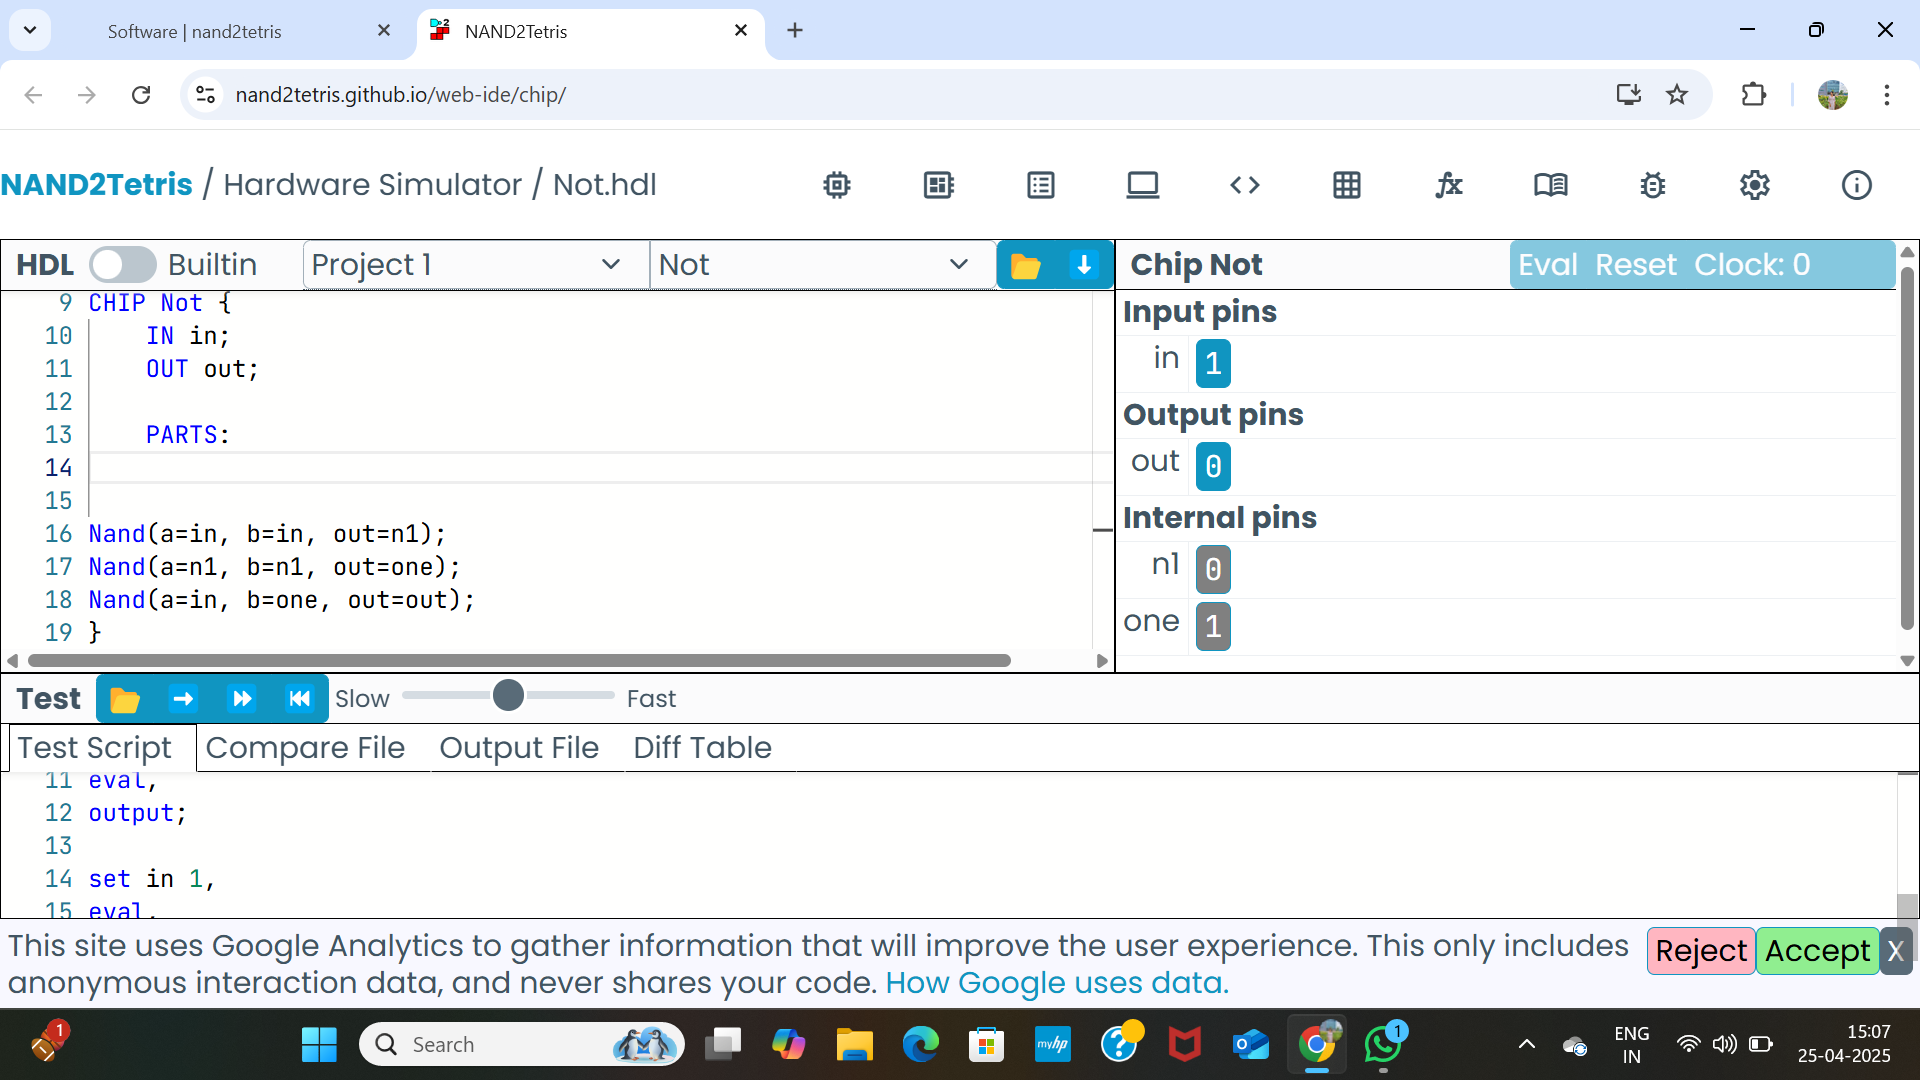 Software | nand2tetris
NAND2Tetris
nand2tetris.github.io/web-ide/chip/
NAND2Tetris / Hardware Simulator / Not.hdl
HDL Builtin Project 1 Not
Chip Not Eval Reset Clock: 0
9 CHIP Not {
10 IN in;
11 OUT out;
12
13 PARTS:
14
15
16 Nand(a=in, b=in, out=n1);
17 Nand(a=n1, b=n1, out=one);
18 Nand(a=in, b=one, out=out);
19 }
Input pins
in 1
Output pins
out 0
Internal pins
n1 0
one 1
Test Slow Fast
Test Script Compare File Output File Diff Table
11 eval,
12 output;
13
14 set in 1,
15 eval,
This site uses Google Analytics to gather information that will improve the user experience. This only includes
anonymous interaction data, and never shares your code. How Google uses data.
Reject Accept X
1
Search
myhp
1
ENG
IN
15:07
25-04-2025